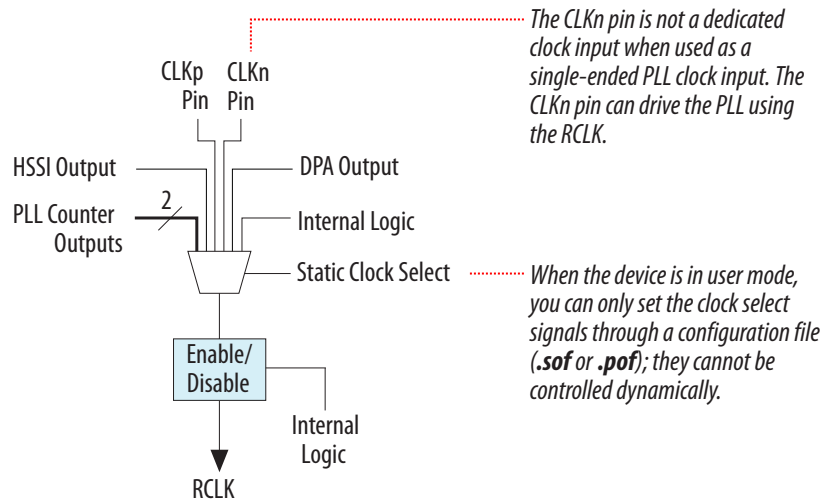 The CLKn pin is not a dedicated
clock input when used as a
single-ended PLL clock input. The
CLKn pin can drive the PLL using
the RCLK.
CLKp CLKn
Pin Pin
HSSI Output
DPA Output
2
PLL Counter
Outputs
Internal Logic
Static Clock Select
When the device is in user mode,
you can only set the clock select
signals through a configuration file
(.sof or .pof); they cannot be
controlled dynamically.
Enable/
Disable
Internal
Logic
RCLK